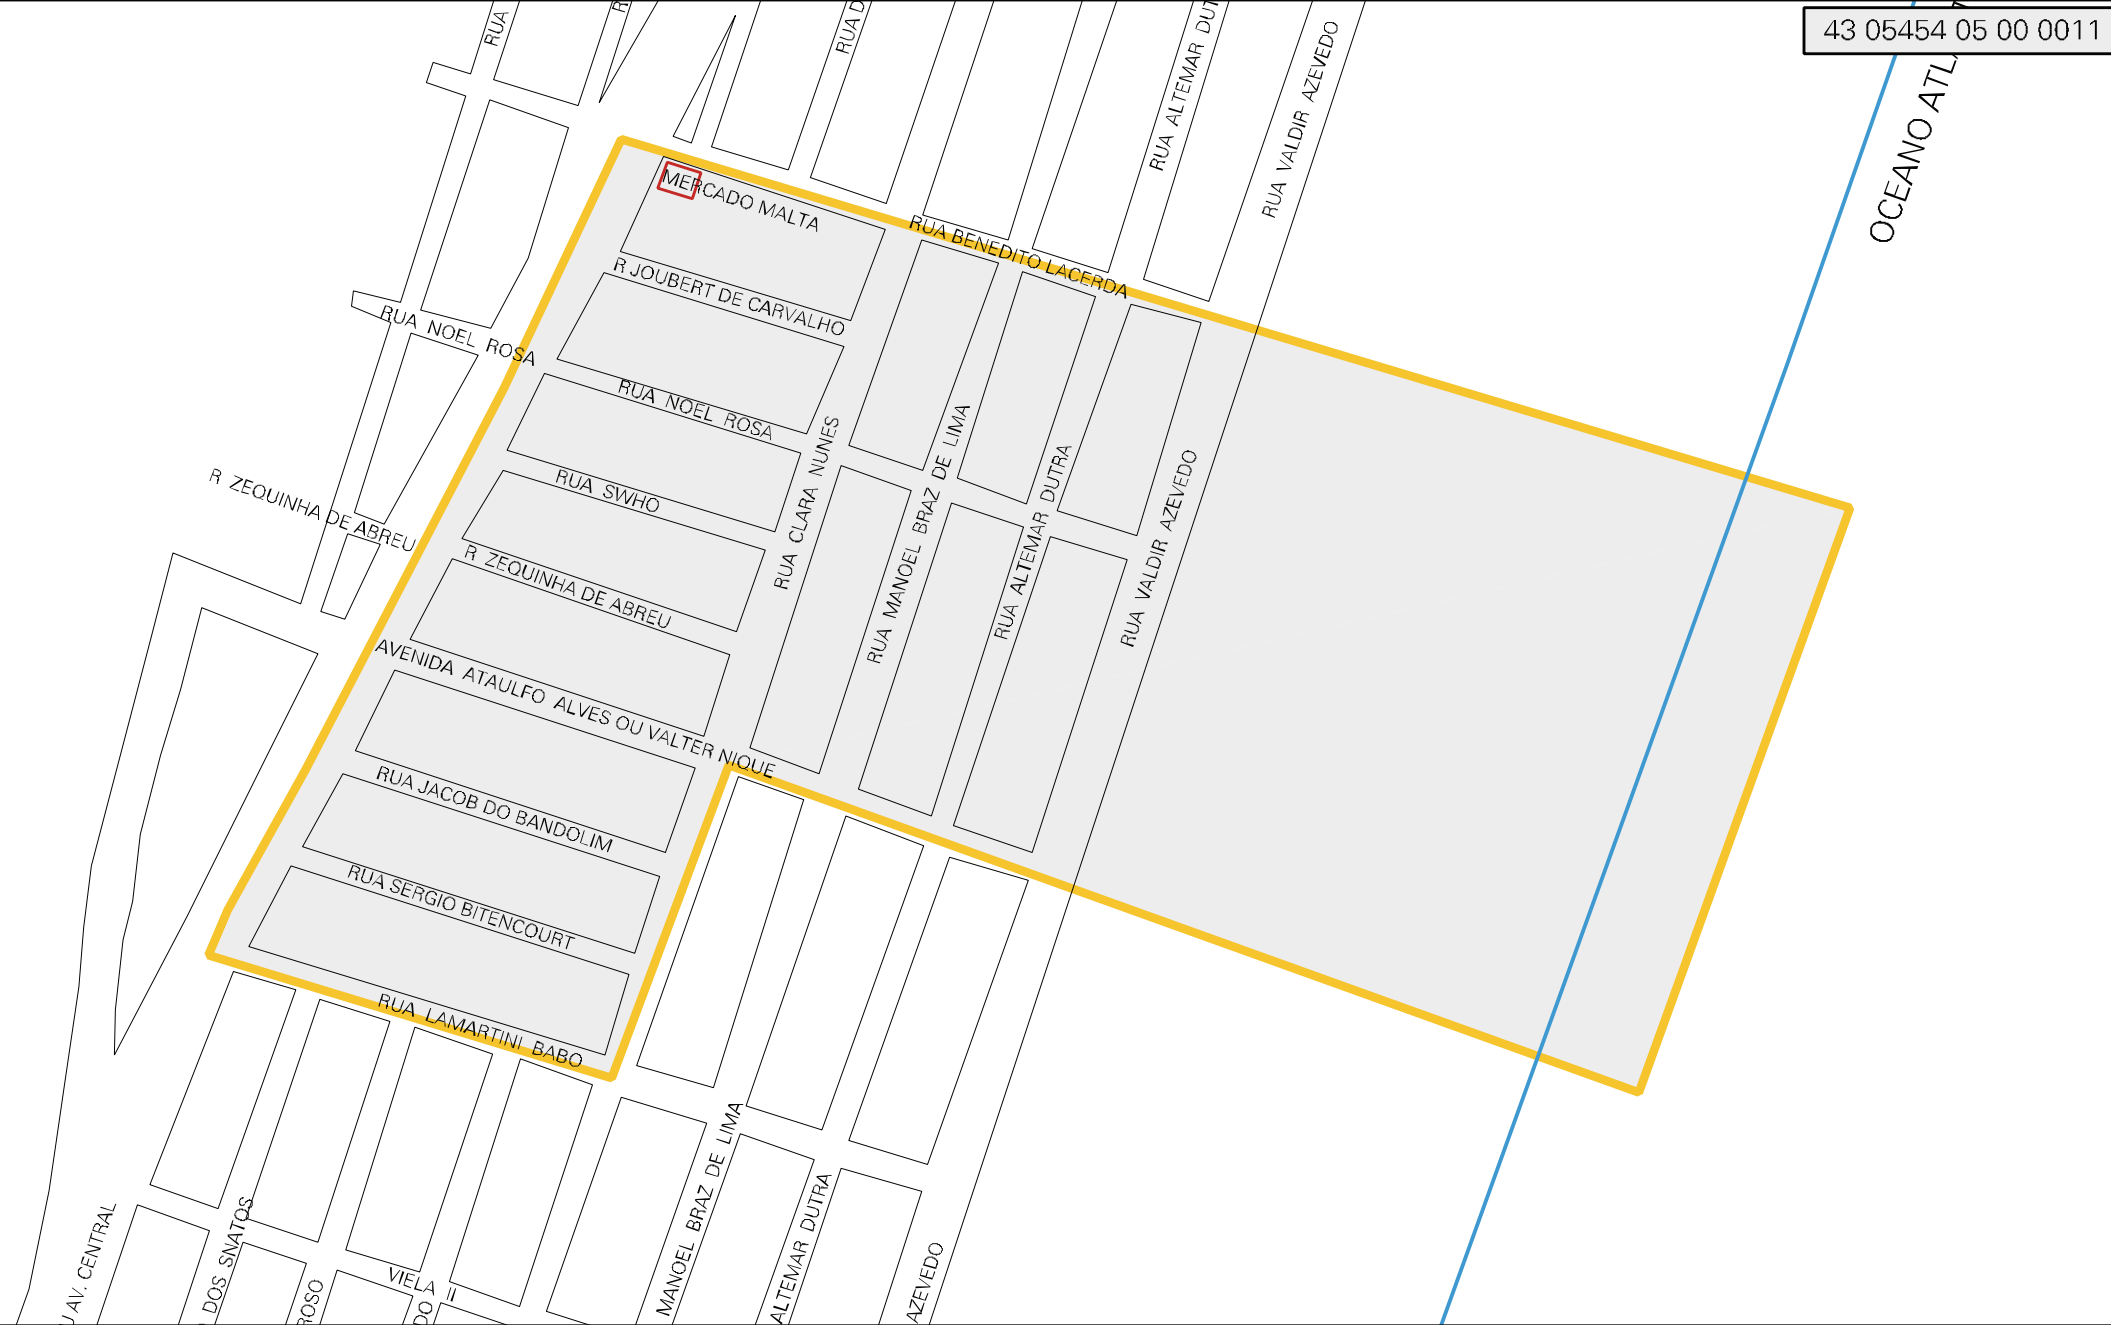 43 05454 05 00 0011
RUA
RUA D
RUA ALTEMAR DUT
RUA VALDIR AZEVEDO
OCEANO ATL
MERCADO MALTA
RUA BENEDITO LACERDA
R JOUBERT DE CARVALHO
RUA NOEL ROSA
RUA NOEL ROSA
RUA SWHO
R ZEQUINHA DE ABREU
R ZEQUINHA DE ABREU
RUA CLARA NUNES
RUA MANOEL BRAZ DE LIMA
RUA ALTEMAR DUTRA
RUA VALDIR AZEVEDO
AVENIDA ATAULFO ALVES OU VALTER NIQUE
RUA JACOB DO BANDOLIM
RUA SERGIO BITENCOURT
RUA LAMARTINI BABO
U AV. CENTRAL
DOS SNATOS
ROSO
VIELA II
DO
MANOEL BRAZ DE LIMA
ALTEMAR DUTRA
AZEVEDO